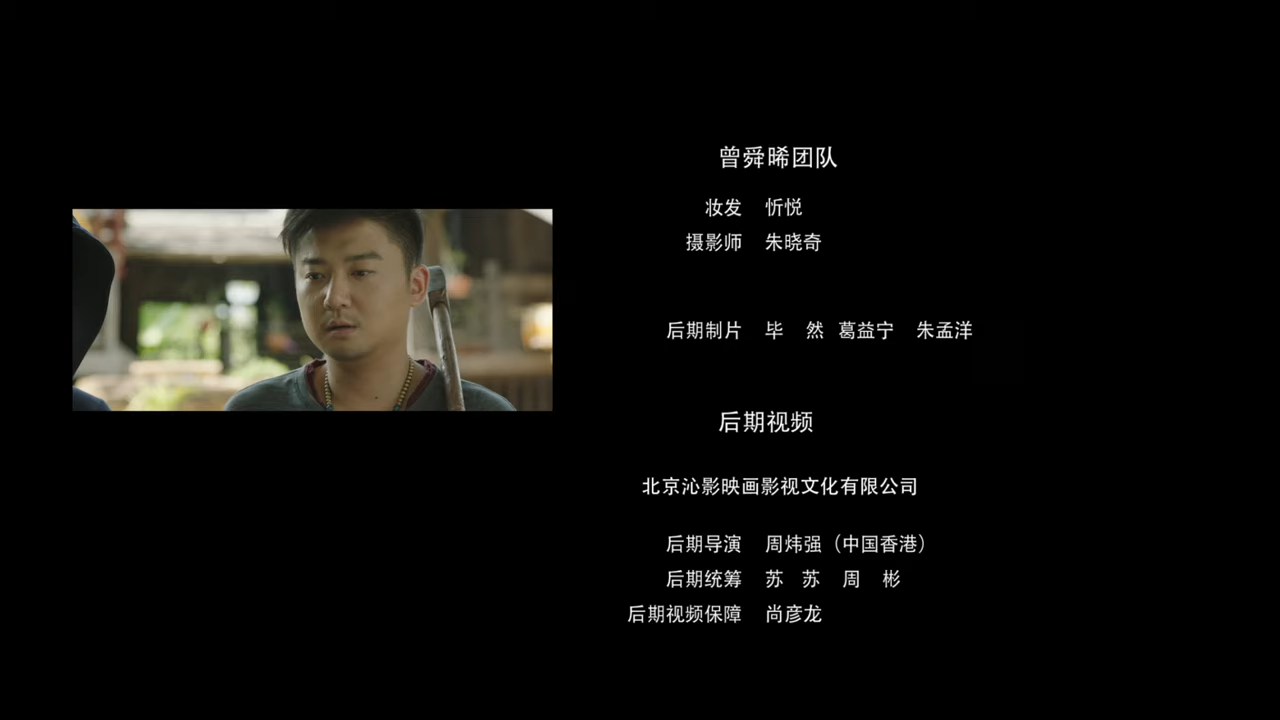 曾舜晞团队
妆发 忻悦
摄影师 朱晓奇
后期制片 毕 然 葛益宁 朱孟洋
后期视频
北京沁影映画影视文化有限公司
后期导演 周炜强（中国香港）
后期统筹 苏 苏 周 彬
后期视频保障 尚彦龙